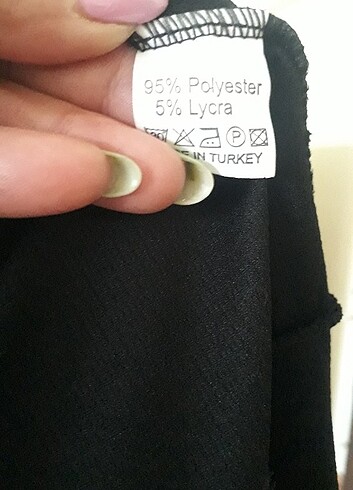 95% Polyester
5% Lycra
IN TURKEY